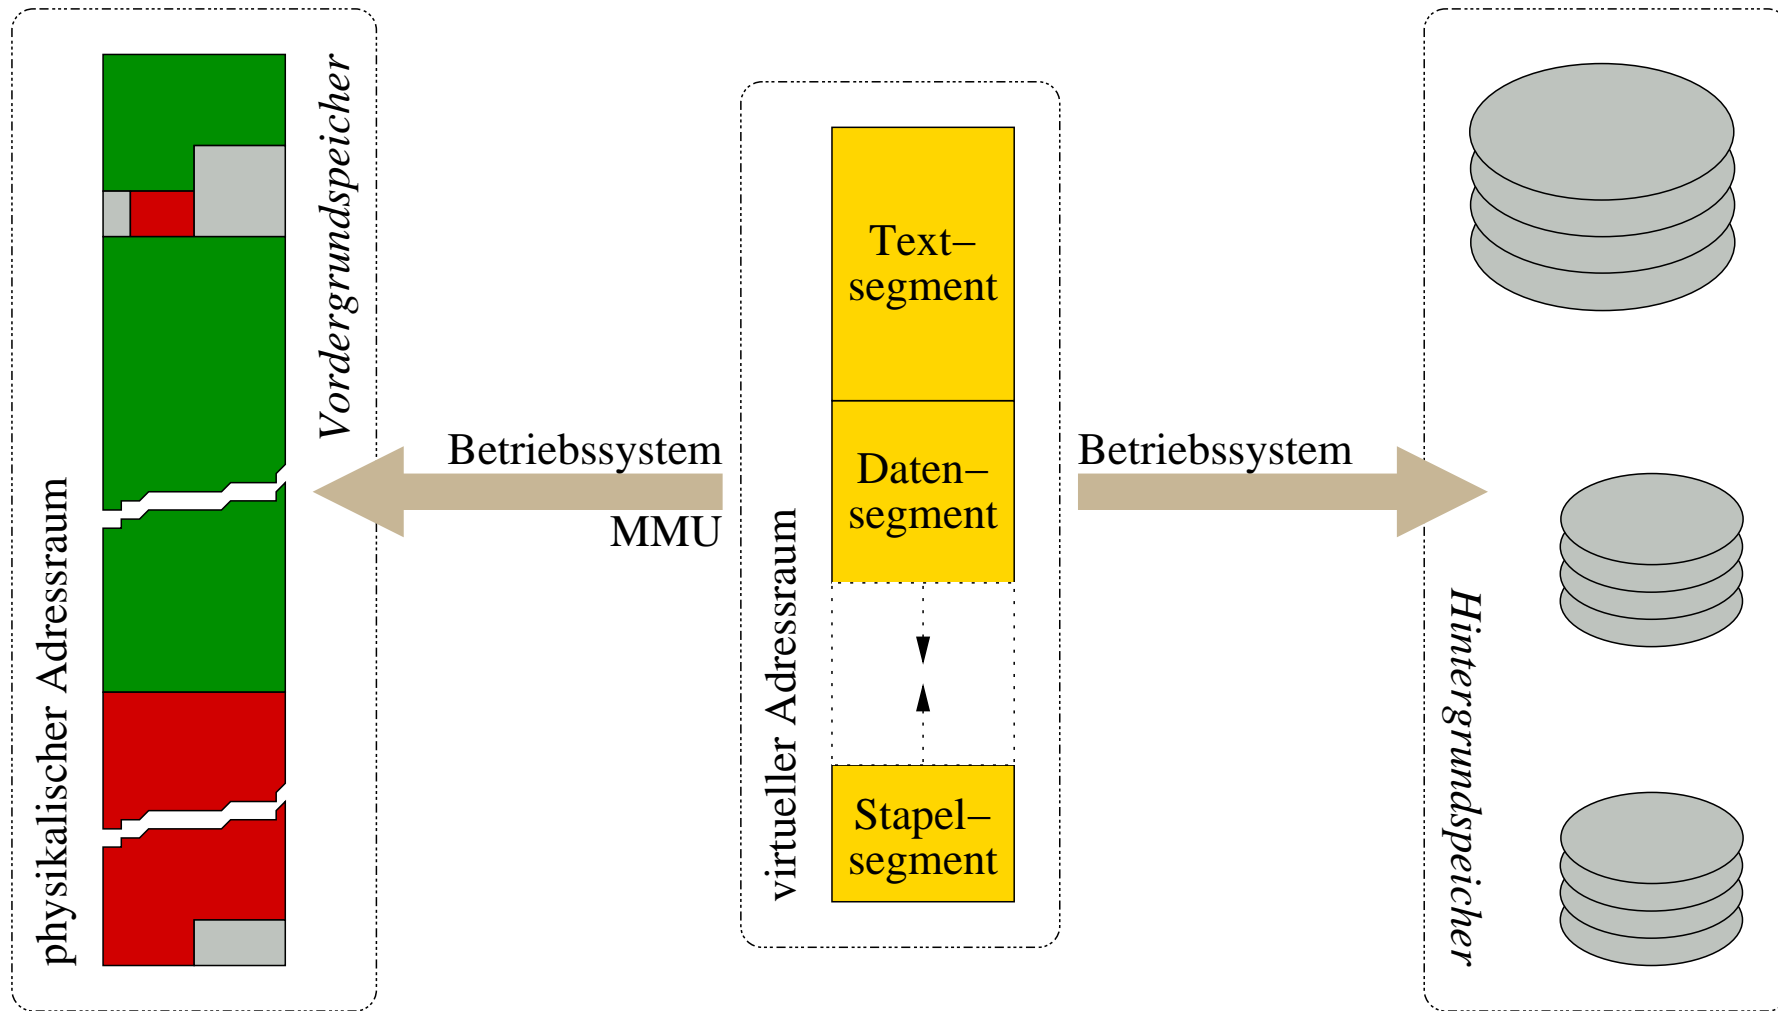 physikalischer Adressraum
Vordergrundspeicher
Betriebssystem
MMU
virtueller Adressraum
Text–
segment
Daten–
segment
Stapel–
segment
Betriebssystem
Hintergrundspeicher